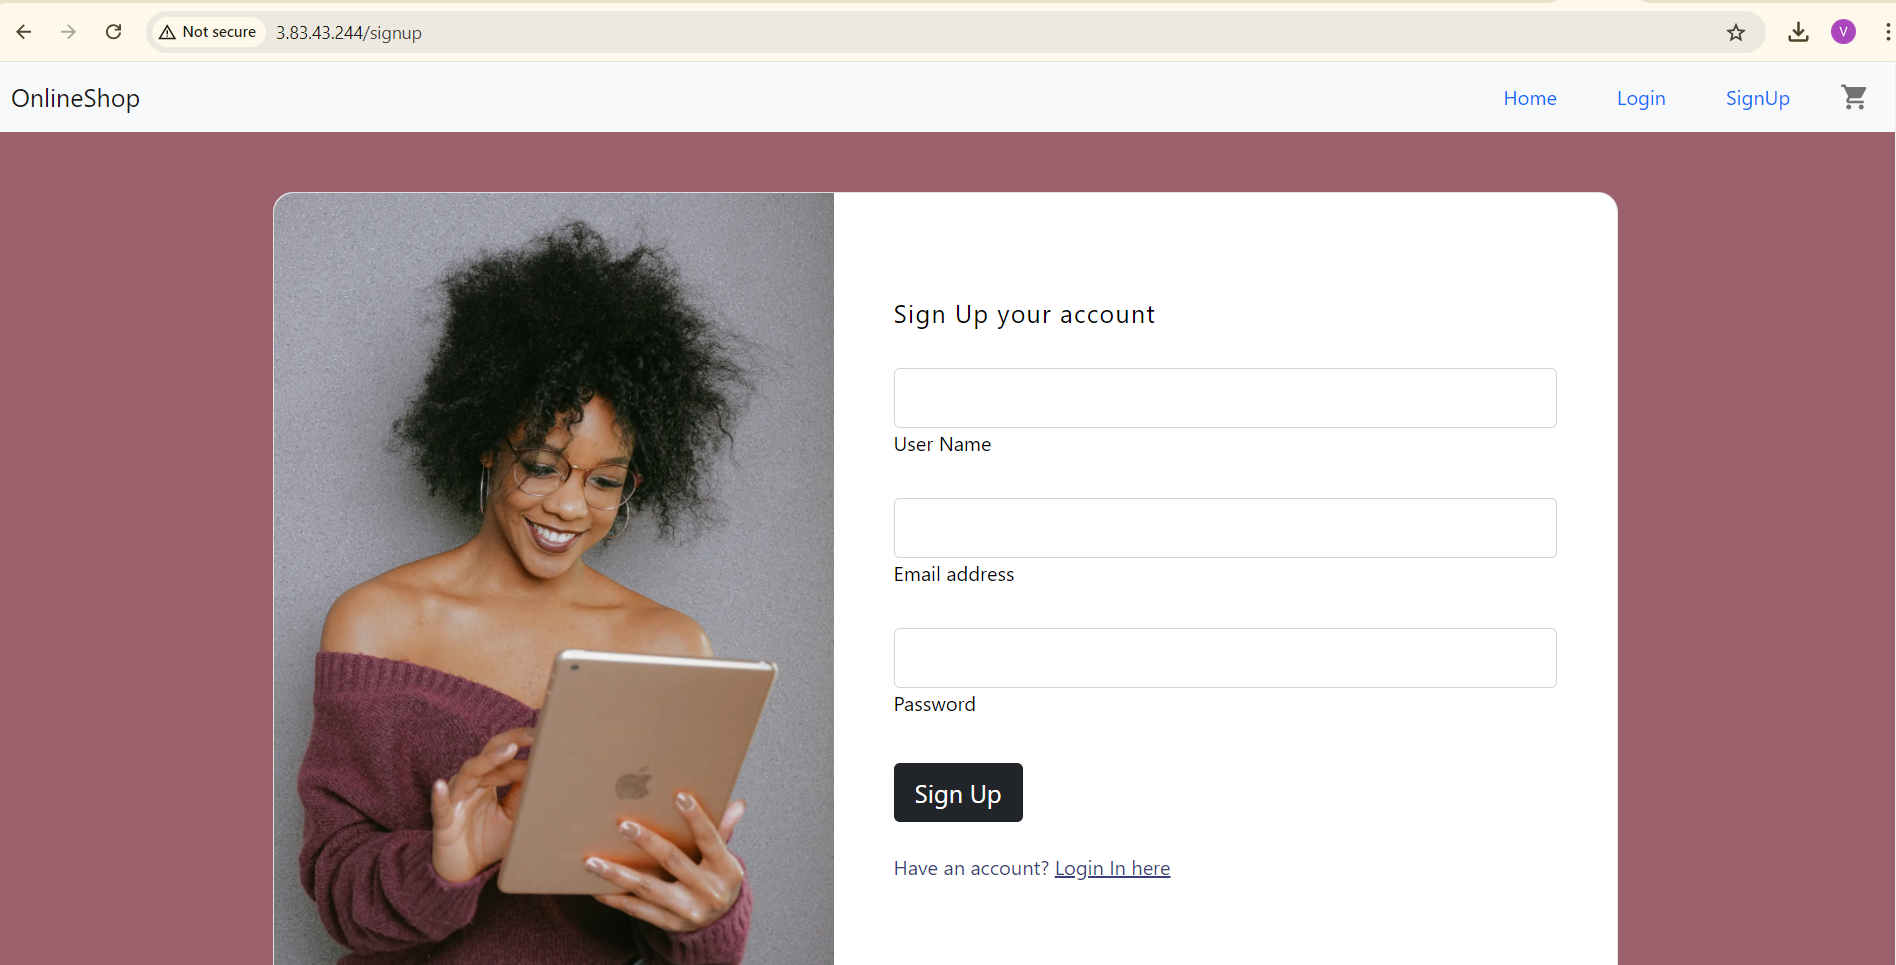 Not secure 3.83.43.244/signup V
OnlineShop Home Login SignUp
Sign Up your account
User Name
Email address
Password
Sign Up
Have an account? Login In here